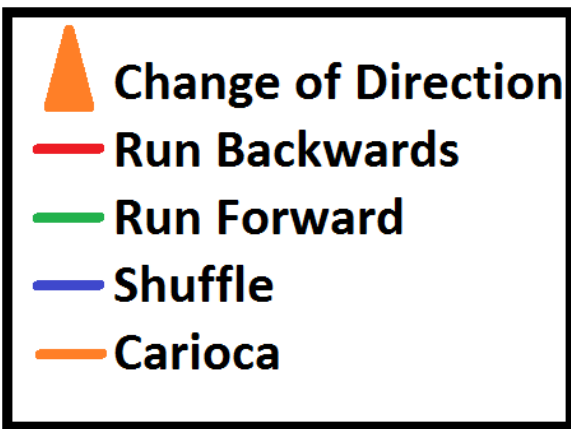 Change of Direction
Run Backwards
Run Forward
Shuffle
Carioca